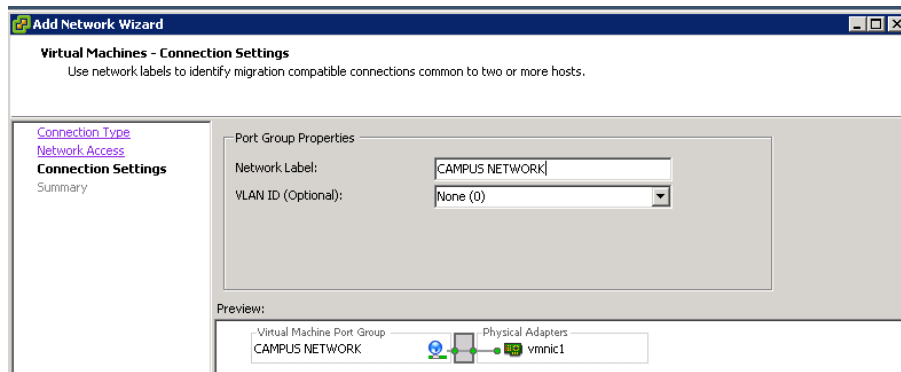 Add Network Wizard
Virtual Machines - Connection Settings
Use network labels to identify migration compatible connections common to two or more hosts.
Connection Type
Network Access
Connection Settings
Summary
Port Group Properties
Network Label: CAMPUS NETWORK
VLAN ID (Optional): None (0)
Preview:
Virtual Machine Port Group Physical Adapters
CAMPUS NETWORK vmnic1